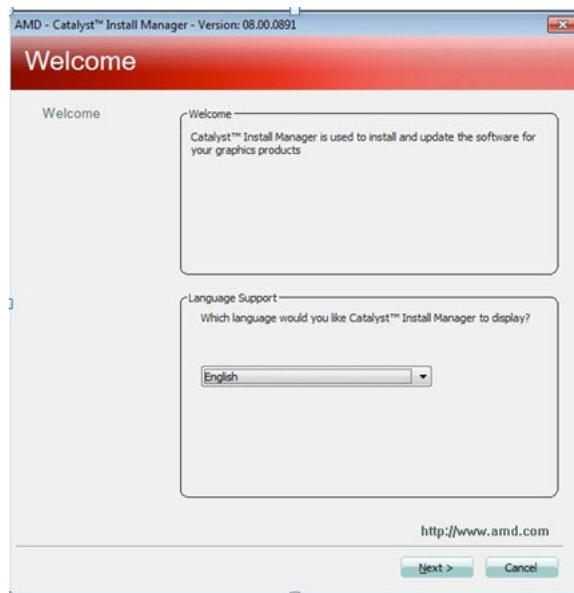 AMD - Catalyst™ Install Manager - Version: 08.00.0891
Welcome
Welcome
Welcome
Catalyst™ Install Manager is used to install and update the software for
your graphics products
Language Support
Which language would you like Catalyst™ Install Manager to display?
English
http://www.amd.com
Next >
Cancel